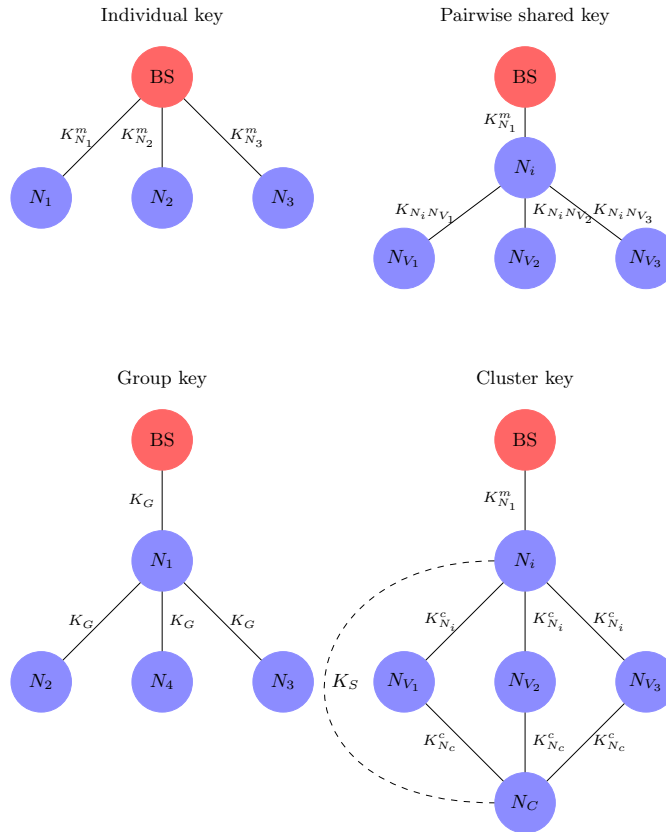 Individual key
BS
K^m_{N_1} K^m_{N_2} K^m_{N_3}
N_1 N_2 N_3
Pairwise shared key
BS
K^m_{N_1}
N_i
K_{N_i N_{V_1}} K_{N_i N_{V_2}} K_{N_i N_{V_3}}
N_{V_1} N_{V_2} N_{V_3}
Group key
BS
K_G
N_1
K_G K_G K_G
N_2 N_4 N_3
Cluster key
BS
K^m_{N_1}
N_i
K^c_{N_i} K^c_{N_i} K^c_{N_i}
K_S N_{V_1} N_{V_2} N_{V_3}
K^c_{N_c} K^c_{N_c} K^c_{N_c}
N_C